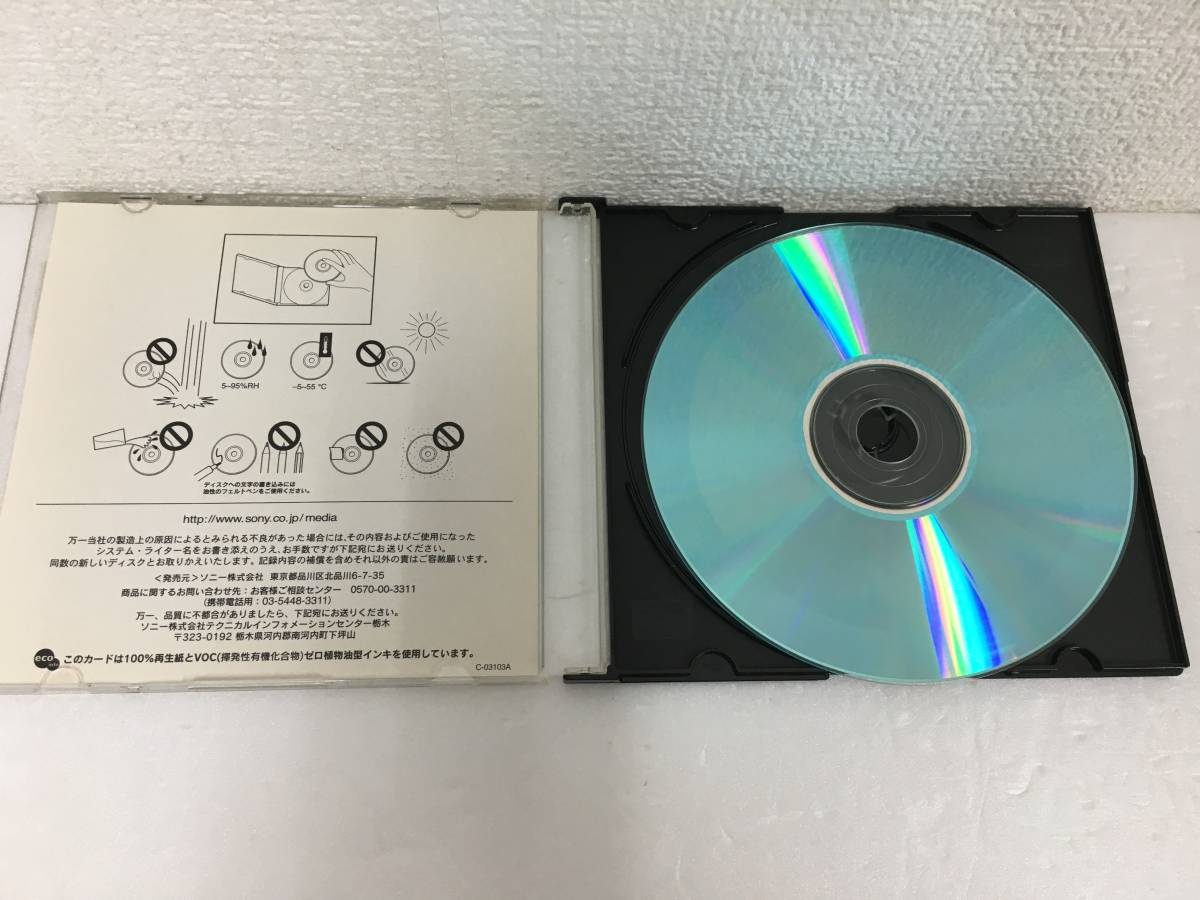 5~95%RH
–5~55 °C
ディスクへの文字の書き込みには
油性のフェルトペンをご使用ください。
http://www.sony.co.jp/media
万一当社の製造上の原因によるとみられる不良があった場合には、その内容およびご使用になった
システム・ライター名をお書き添えのうえ、お手数ですが下記宛にお送りください。
同数の新しいディスクとお取りかえいたします。記録内容の補償を含めそれ以外の責はご容赦願います。
<発売元>ソニー株式会社 東京都品川区北品川6-7-35
商品に関するお問い合わせ先:お客様ご相談センター 0570-00-3311
(携帯電話用:03-5448-3311)
万一、品質に不都合がありましたら、下記宛にお送りください。
ソニー株式会社テクニカルインフォメーションセンター栃木
〒323-0192 栃木県河内郡南河内町下坪山
eco
このカードは100%再生紙とVOC(揮発性有機化合物)ゼロ植物油型インキを使用しています。
C-03103A